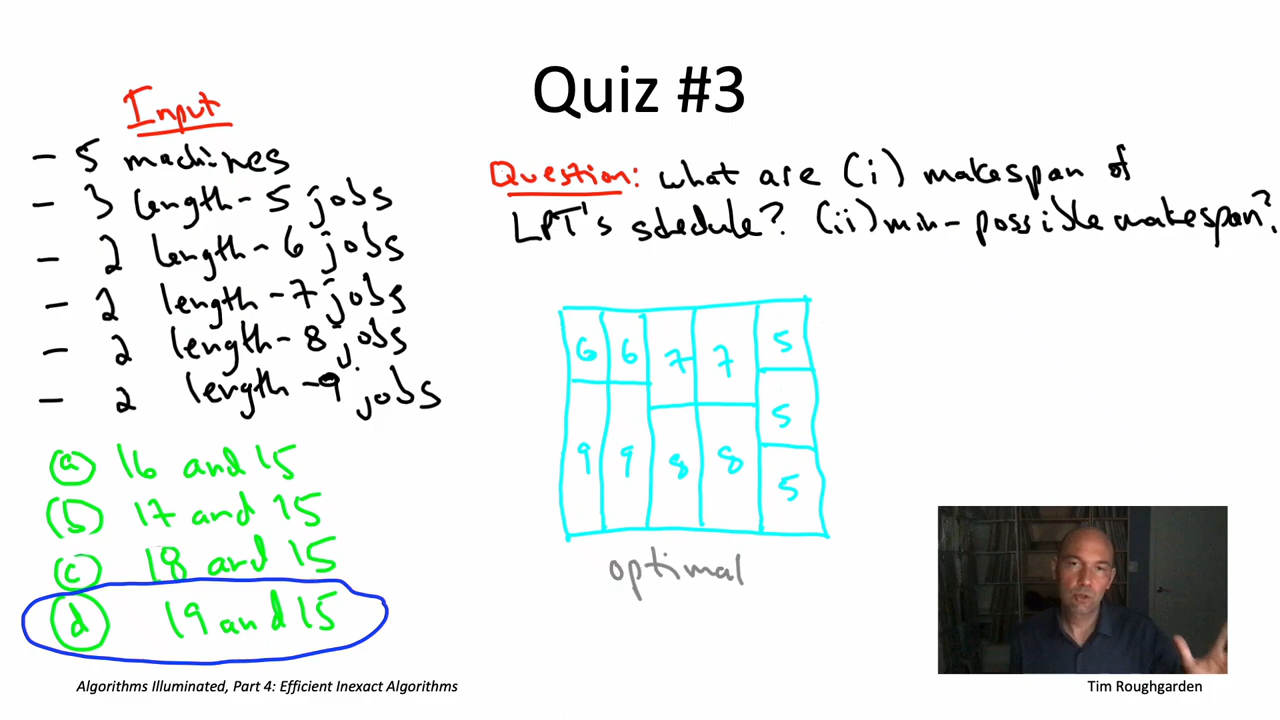 Quiz #3
Input
- 5 machines
- 3 length-5 jobs
- 2 length-6 jobs
- 2 length-7 jobs
- 2 length-8 jobs
- 2 length-9 jobs
(a) 16 and 15
(b) 17 and 15
(c) 18 and 15
(d) 19 and 15
Question: what are (i) makespan of
LPT's schedule? (ii) min-possible makespan?
6 6 7 7 5
5
9 9 8 8 5
optimal
Algorithms Illuminated, Part 4: Efficient Inexact Algorithms
Tim Roughgarden